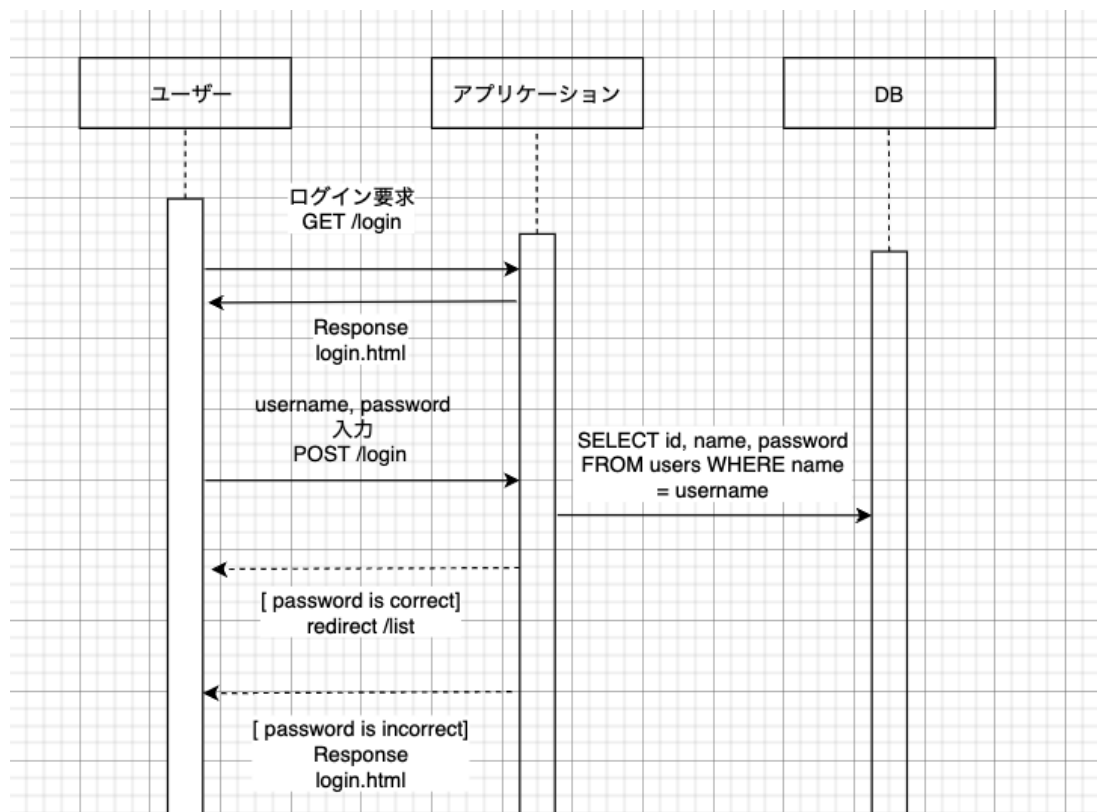 ユーザー
アプリケーション
DB
ログイン要求
GET /login
Response
login.html
username, password
入力
POST /login
SELECT id, name, password
FROM users WHERE name
= username
[ password is correct]
redirect /list
[ password is incorrect]
Response
login.html